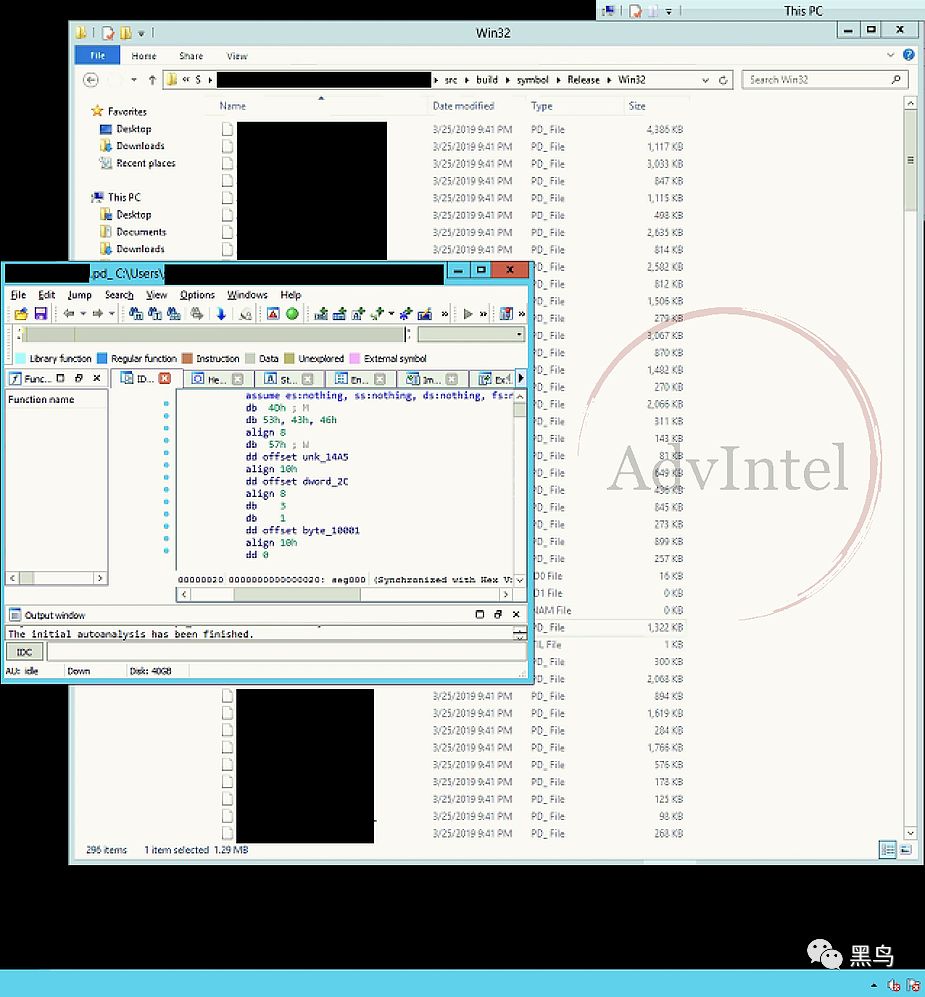 This PC
Win32
File Home Share View
« S src build symbol Release Win32 Search Win32
Name Date modified Type Size
Favorites
Desktop
Downloads
Recent places
This PC
Desktop
Documents
Downloads
3/25/2019 9:41 PM PD_ File 4,386 KB
3/25/2019 9:41 PM PD_ File 1,117 KB
3/25/2019 9:41 PM PD_ File 3,033 KB
3/25/2019 9:41 PM PD_ File 847 KB
3/25/2019 9:41 PM PD_ File 1,115 KB
3/25/2019 9:41 PM PD_ File 498 KB
3/25/2019 9:41 PM PD_ File 2,635 KB
3/25/2019 9:41 PM PD_ File 814 KB
PD_ File 2,582 KB
PD_ File 812 KB
PD_ File 1,506 KB
PD_ File 279 KB
PD_ File 3,067 KB
PD_ File 870 KB
PD_ File 1,482 KB
PD_ File 270 KB
PD_ File 2,066 KB
PD_ File 311 KB
PD_ File 143 KB
PD_ File 81 KB
PD_ File 649 KB
PD_ File 436 KB
PD_ File 845 KB
PD_ File 273 KB
PD_ File 899 KB
PD_ File 257 KB
ID0 File 16 KB
ID1 File 0 KB
NAM File 0 KB
PD_ File 1,322 KB
TIL File 1 KB
PD_ File 300 KB
PD_ File 2,068 KB
3/25/2019 9:41 PM PD_ File 894 KB
3/25/2019 9:41 PM PD_ File 1,619 KB
3/25/2019 9:41 PM PD_ File 284 KB
3/25/2019 9:41 PM PD_ File 1,766 KB
3/25/2019 9:41 PM PD_ File 576 KB
3/25/2019 9:41 PM PD_ File 178 KB
3/25/2019 9:41 PM PD_ File 125 KB
3/25/2019 9:41 PM PD_ File 98 KB
3/25/2019 9:41 PM PD_ File 268 KB
296 items 1 item selected 1.29 MB
.pd_ C:\Users\
File Edit Jump Search View Options Windows Help
Library function Regular function Instruction Data Unexplored External symbol
Func... ID... He... St... En... Im... Ex
Function name
assume es:nothing, ss:nothing, ds:nothing, fs:n
db 4Dh ; M
db 53h, 43h, 46h
align 8
db 57h ; W
dd offset unk_14A5
align 10h
dd offset dword_2C
align 8
db 3
db 1
dd offset byte_10001
align 10h
dd 0
00000020 0000000000000020: seg000 (Synchronized with Hex V:
Output window
The initial autoanalysis has been finished.
IDC
AU: idle Down Disk: 40GB
AdvIntel
黑鸟